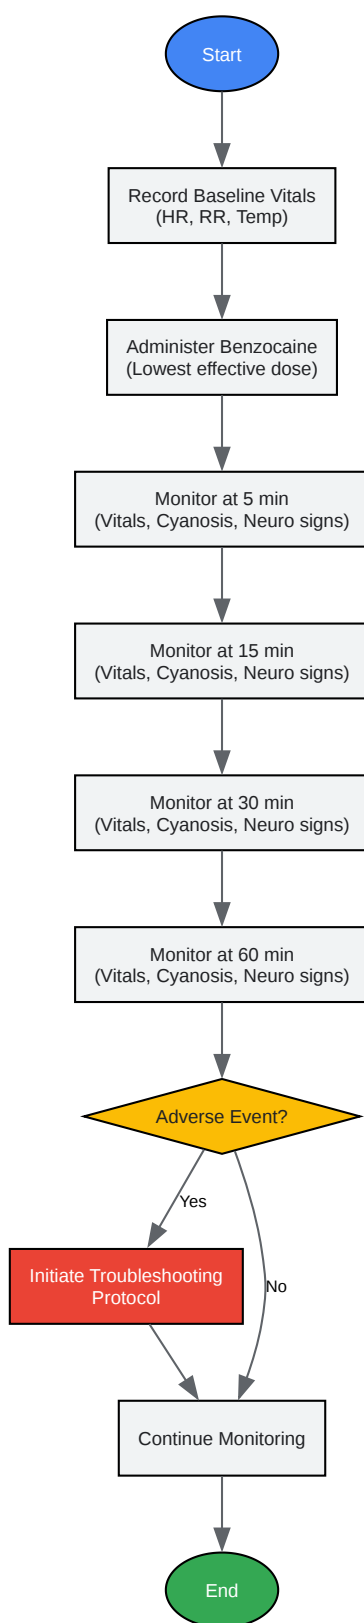 Start
Record Baseline Vitals
(HR, RR, Temp)
Administer Benzocaine
(Lowest effective dose)
Monitor at 5 min
(Vitals, Cyanosis, Neuro signs)
Monitor at 15 min
(Vitals, Cyanosis, Neuro signs)
Monitor at 30 min
(Vitals, Cyanosis, Neuro signs)
Monitor at 60 min
(Vitals, Cyanosis, Neuro signs)
Adverse Event?
Yes
Initiate Troubleshooting
Protocol
No
Continue Monitoring
End